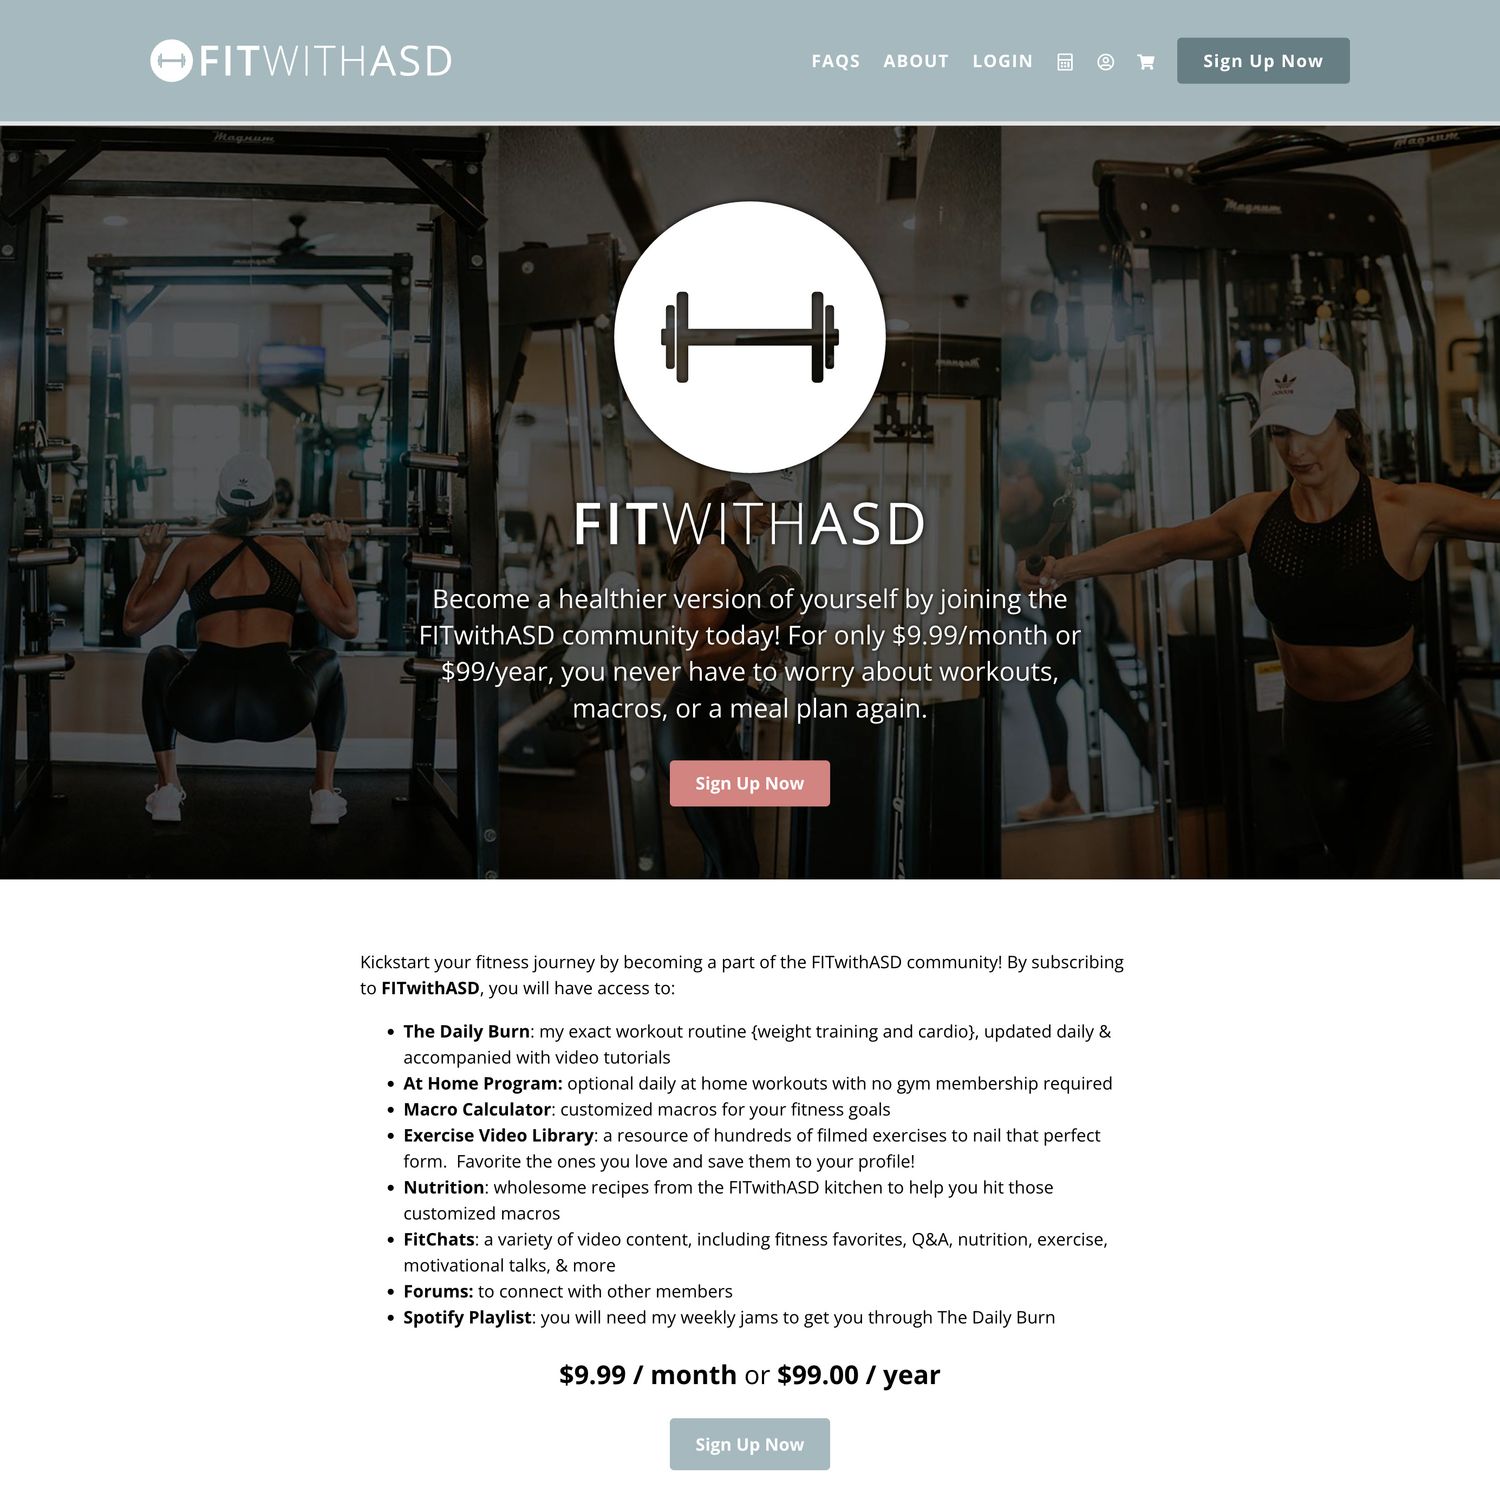 FITWITHASD
FAQS ABOUT LOGIN Sign Up Now
Magnum
Magnum
Magnum
FITWITHASD
Become a healthier version of yourself by joining the
FITwithASD community today! For only $9.99/month or
$99/year, you never have to worry about workouts,
macros, or a meal plan again.
Sign Up Now
Kickstart your fitness journey by becoming a part of the FITwithASD community! By subscribing
to FITwithASD, you will have access to:
• The Daily Burn: my exact workout routine {weight training and cardio}, updated daily &
accompanied with video tutorials
• At Home Program: optional daily at home workouts with no gym membership required
• Macro Calculator: customized macros for your fitness goals
• Exercise Video Library: a resource of hundreds of filmed exercises to nail that perfect
form.  Favorite the ones you love and save them to your profile!
• Nutrition: wholesome recipes from the FITwithASD kitchen to help you hit those
customized macros
• FitChats: a variety of video content, including fitness favorites, Q&A, nutrition, exercise,
motivational talks, & more
• Forums: to connect with other members
• Spotify Playlist: you will need my weekly jams to get you through The Daily Burn
$9.99 / month or $99.00 / year
Sign Up Now